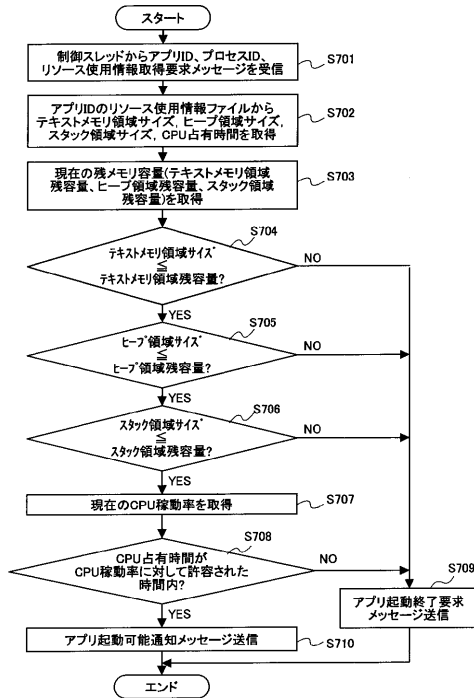 スタート
制御スレッドからアプリID、プロセスID、
リソース使用情報取得要求メッセージを受信
S701
アプリIDのリソース使用情報ファイルから
テキストメモリ領域サイズ,ヒープ領域サイズ,
スタック領域サイズ,CPU占有時間を取得
S702
現在の残メモリ容量(テキストメモリ領域
残容量、ヒープ領域残容量、スタック領域
残容量)を取得
S703
S704
テキストメモリ領域サイズ
≦
テキストメモリ領域残容量?
NO
YES
S705
ヒープ領域サイズ
≦
ヒープ領域残容量?
NO
YES
S706
スタック領域サイズ
≦
スタック領域残容量?
NO
YES
現在のCPU稼動率を取得
S707
S708
CPU占有時間が
CPU稼動率に対して許容された
時間内?
NO
YES
S709
アプリ起動終了要求
メッセージ送信
アプリ起動可能通知メッセージ送信
S710
エンド